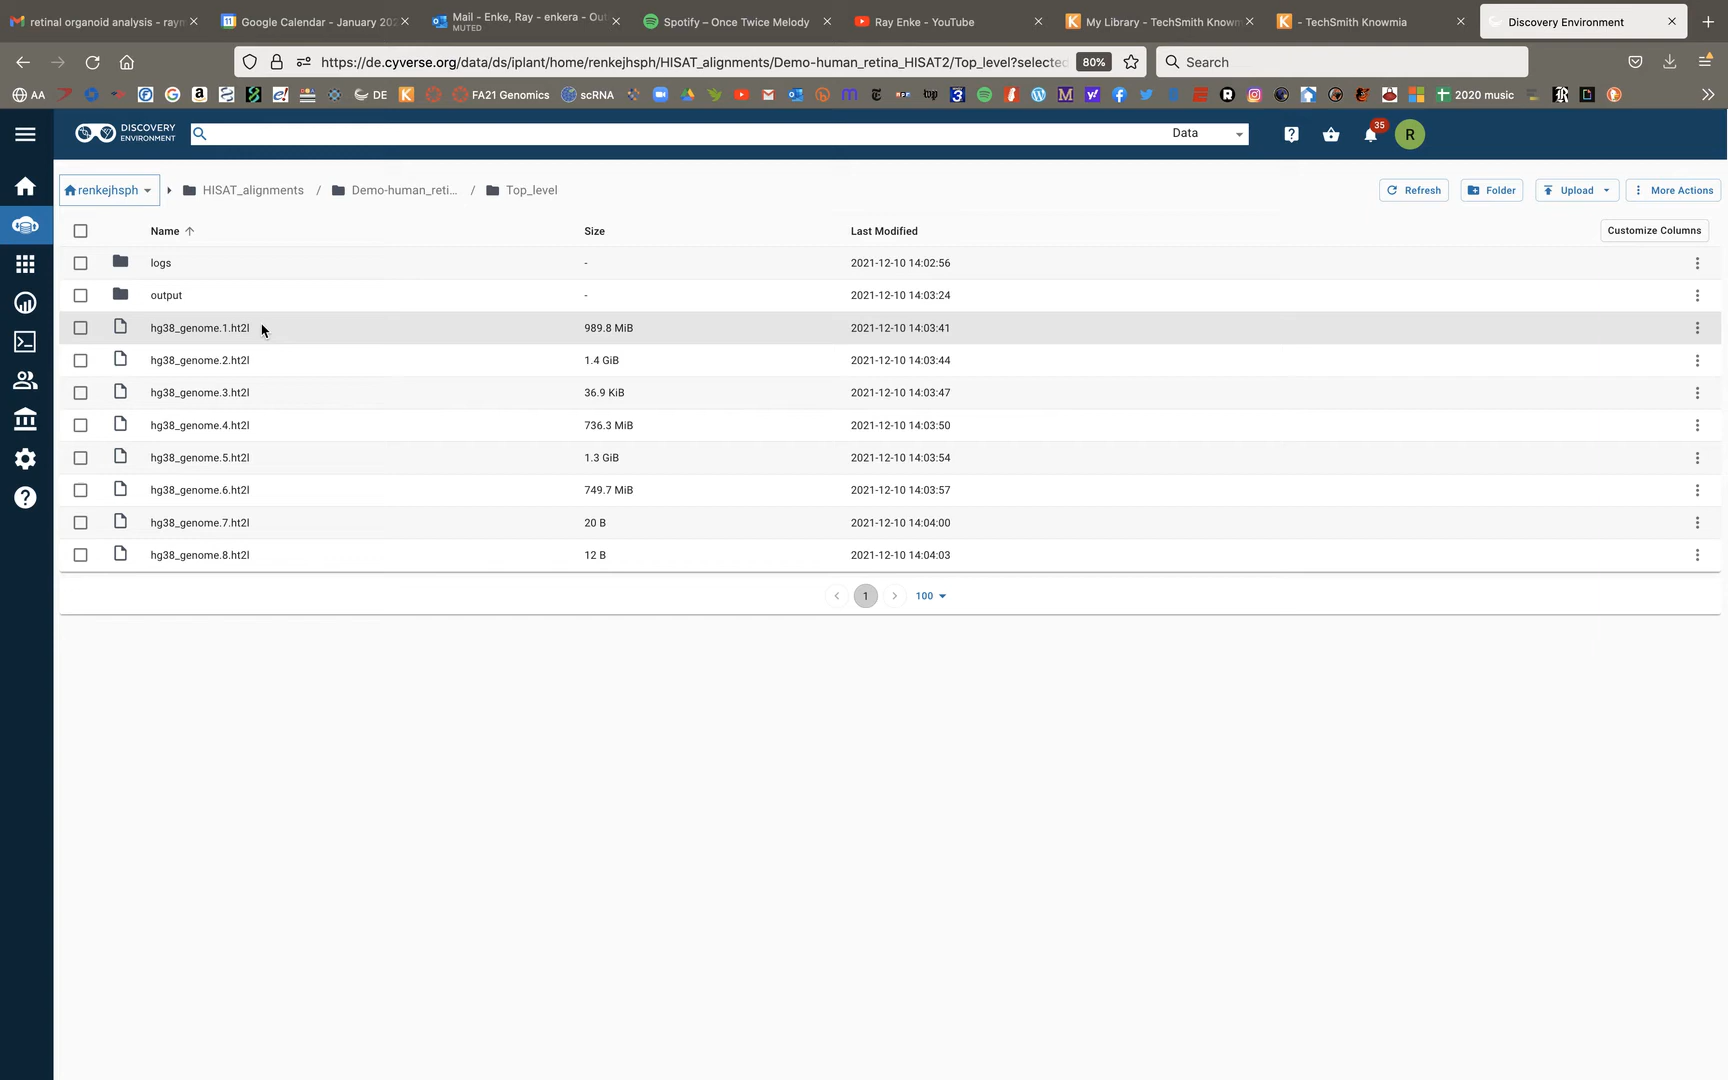 retinal organoid analysis - rayn
Google Calendar - January 202
Mail - Enke, Ray - enkera - Ou
MUTED
Spotify – Once Twice Melody
Ray Enke - YouTube
My Library - TechSmith Knowm
- TechSmith Knowmia
Discovery Environment
https://de.cyverse.org/data/ds/iplant/home/renkejhsph/HISAT_alignments/Demo-human_retina_HISAT2/Top_level?selected
80%
Search
AA
DE
FA21 Genomics
scRNA
2020 music
DISCOVERY
ENVIRONMENT
Data
35
R
renkejhsph
HISAT_alignments
/
Demo-human_reti...
/
Top_level
Refresh
Folder
Upload
More Actions
Name
Size
Last Modified
Customize Columns
logs - 2021-12-10 14:02:56
output - 2021-12-10 14:03:24
hg38_genome.1.ht2l 989.8 MiB 2021-12-10 14:03:41
hg38_genome.2.ht2l 1.4 GiB 2021-12-10 14:03:44
hg38_genome.3.ht2l 36.9 KiB 2021-12-10 14:03:47
hg38_genome.4.ht2l 736.3 MiB 2021-12-10 14:03:50
hg38_genome.5.ht2l 1.3 GiB 2021-12-10 14:03:54
hg38_genome.6.ht2l 749.7 MiB 2021-12-10 14:03:57
hg38_genome.7.ht2l 20 B 2021-12-10 14:04:00
hg38_genome.8.ht2l 12 B 2021-12-10 14:04:03
1
100